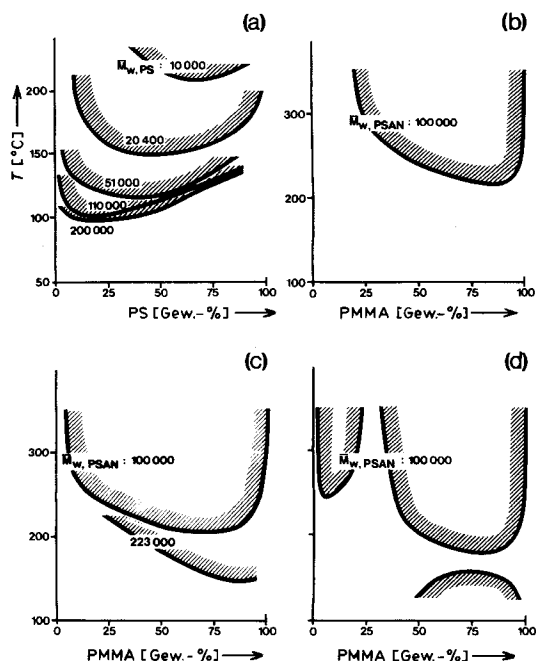 (a)
M̄w,PS : 10 000
20 400
51 000
110 000
200 000
T [°C]
200
150
100
50
0 25 50 75 100
PS [Gew.-%]
(b)
M̄w,PSAN : 100 000
300
200
100
0 25 50 75 100
PMMA [Gew.-%]
(c)
M̄w,PSAN : 100 000
223 000
300
200
100
0 25 50 75 100
PMMA [Gew.-%]
(d)
M̄w,PSAN : 100 000
0 25 50 75 100
PMMA [Gew.-%]